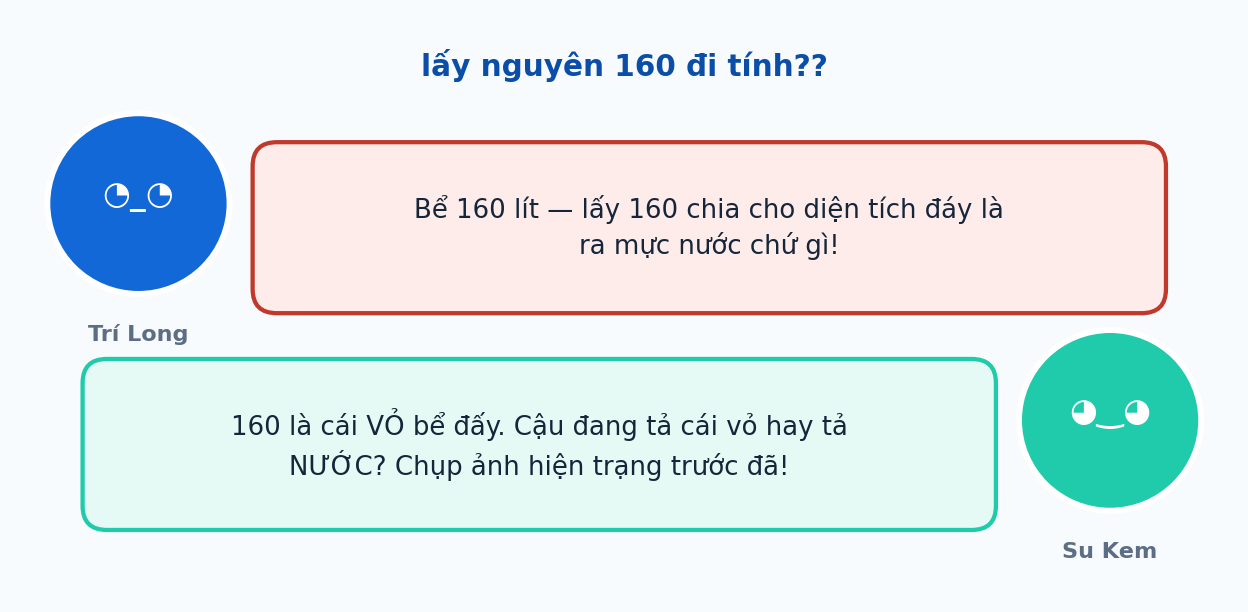 lấy nguyên 160 đi tính??
Bể 160 lít — lấy 160 chia cho diện tích đáy là
ra mực nước chứ gì!
Trí Long
160 là cái VỎ bể đấy. Cậu đang tả cái vỏ hay tả
NƯỚC? Chụp ảnh hiện trạng trước đã!
Su Kem